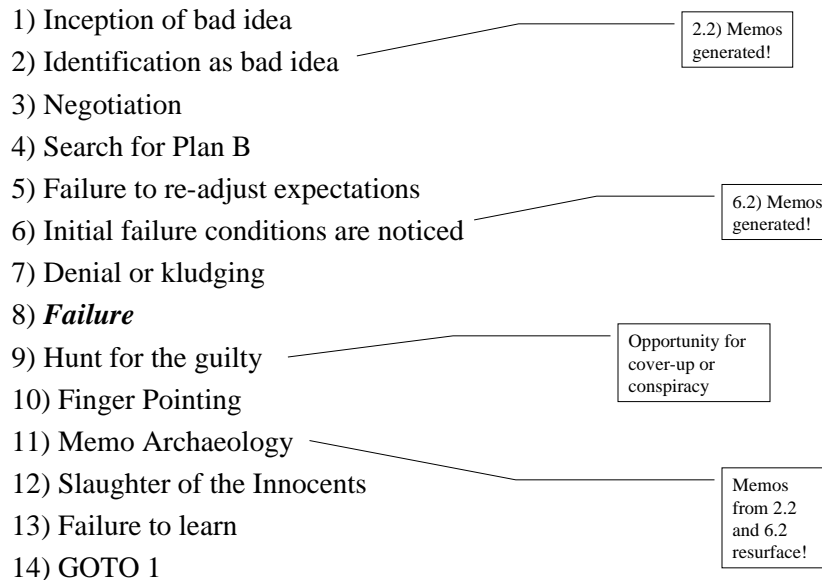 1) Inception of bad idea
2) Identification as bad idea
2.2) Memos
generated!
3) Negotiation
4) Search for Plan B
5) Failure to re-adjust expectations
6) Initial failure conditions are noticed
6.2) Memos
generated!
7) Denial or kludging
8) Failure
9) Hunt for the guilty
Opportunity for
cover-up or
conspiracy
10) Finger Pointing
11) Memo Archaeology
Memos
from 2.2
and 6.2
resurface!
12) Slaughter of the Innocents
13) Failure to learn
14) GOTO 1